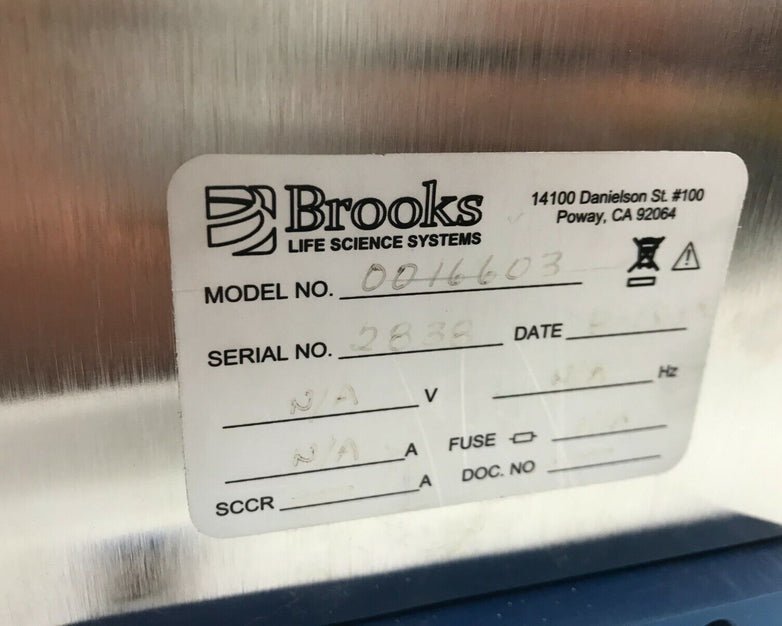 Brooks
LIFE SCIENCE SYSTEMS
14100 Danielson St. #100
Poway, CA 92064
MODEL NO. 0016603
SERIAL NO. DATE
N/A V N/A Hz
N/A A FUSE
SCCR A DOC. NO